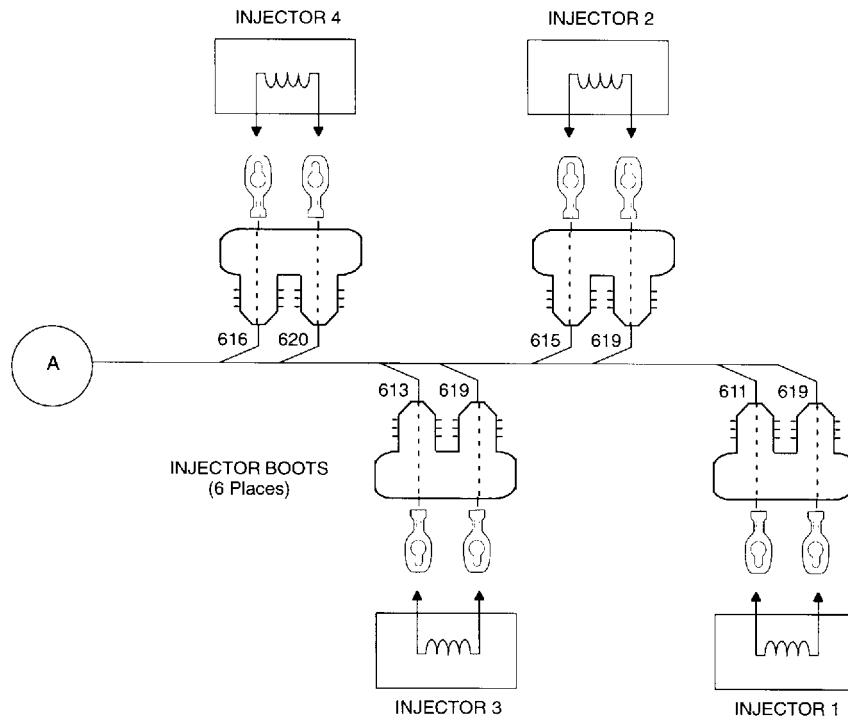 INJECTOR 4
INJECTOR 2
616 620
615 619
A
613 619
611 619
INJECTOR BOOTS
(6 Places)
INJECTOR 3
INJECTOR 1